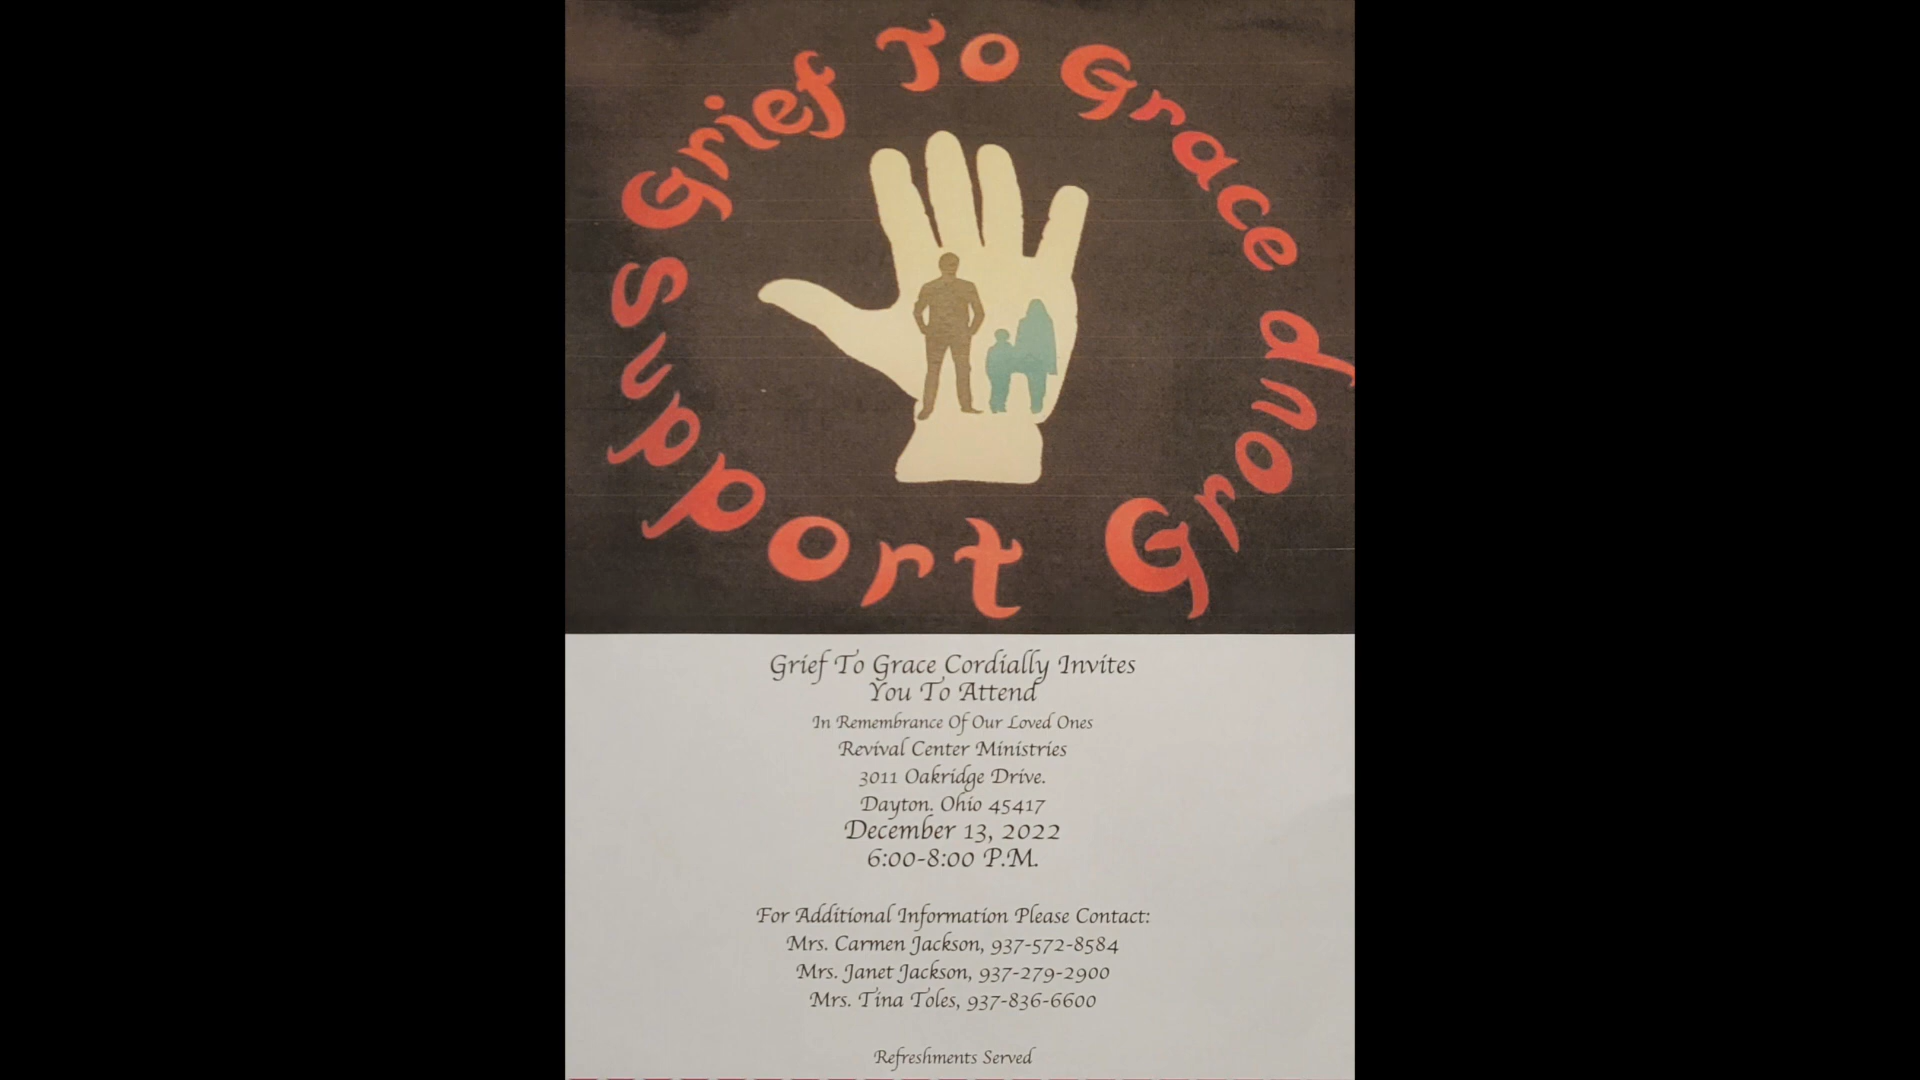 Grief To Grace
Support Group
Grief To Grace Cordially Invites
You To Attend
In Remembrance Of Our Loved Ones
Revival Center Ministries
3011 Oakridge Drive.
Dayton. Ohio 45417
December 13, 2022
6:00-8:00 P.M.
For Additional Information Please Contact:
Mrs. Carmen Jackson, 937-572-8584
Mrs. Janet Jackson, 937-279-2900
Mrs. Tina Toles, 937-836-6600
Refreshments Served